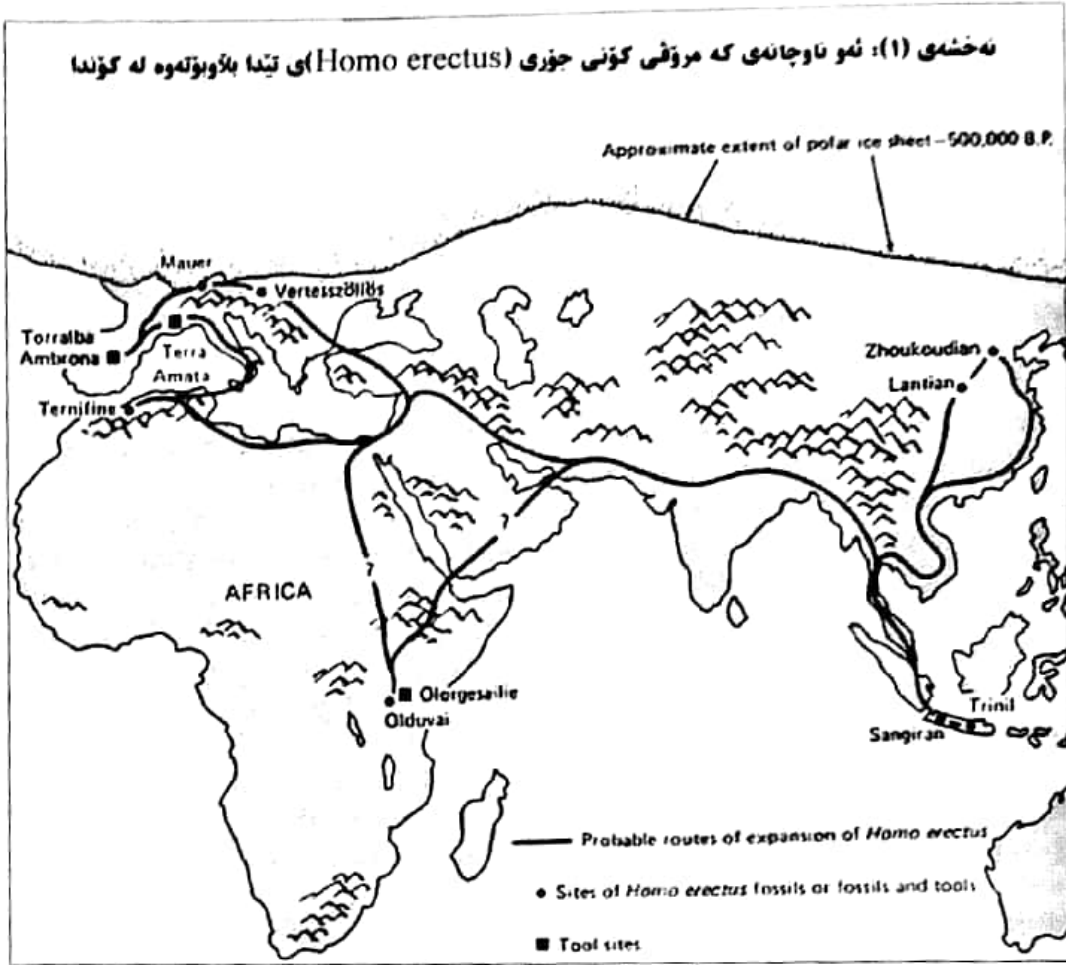 نەخشەی (١): ئەو ناوچانەی کە مرۆڤی کۆنی جۆری (Homo erectus)ی تێدا بڵاوبۆتەوە لە کۆندا
Approximate extent of polar ice sheet–500,000 B.P.
Mauer
Vertesszöllös
Torralba
Ambrona
Terra
Amata
Ternifine
Zhoukoudian
Lantian
?
?
AFRICA
Olorgesailie
Olduvai
Trinil
Sangiran
Probable routes of expansion of Homo erectus
Sites of Homo erectus fossils or fossils and tools
Tool sites